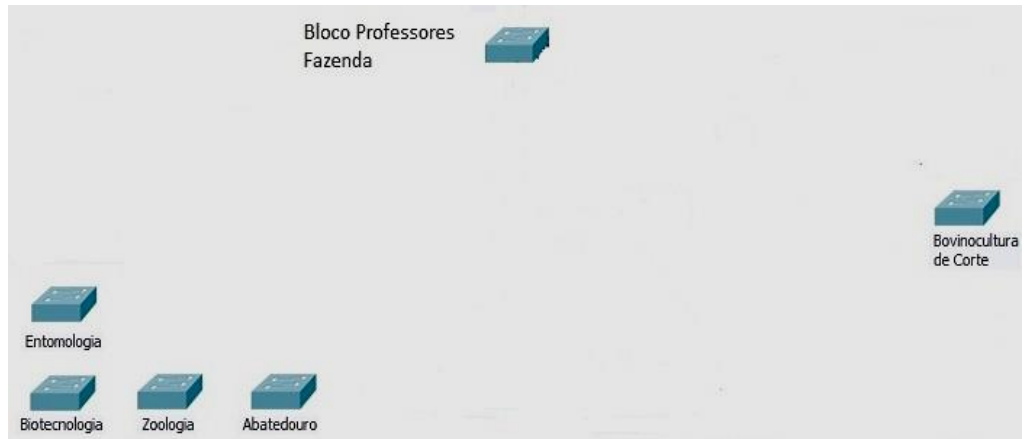 Bloco Professores
Fazenda
Bovinocultura
de Corte
Entomologia
Biotecnologia
Zoologia
Abatedouro